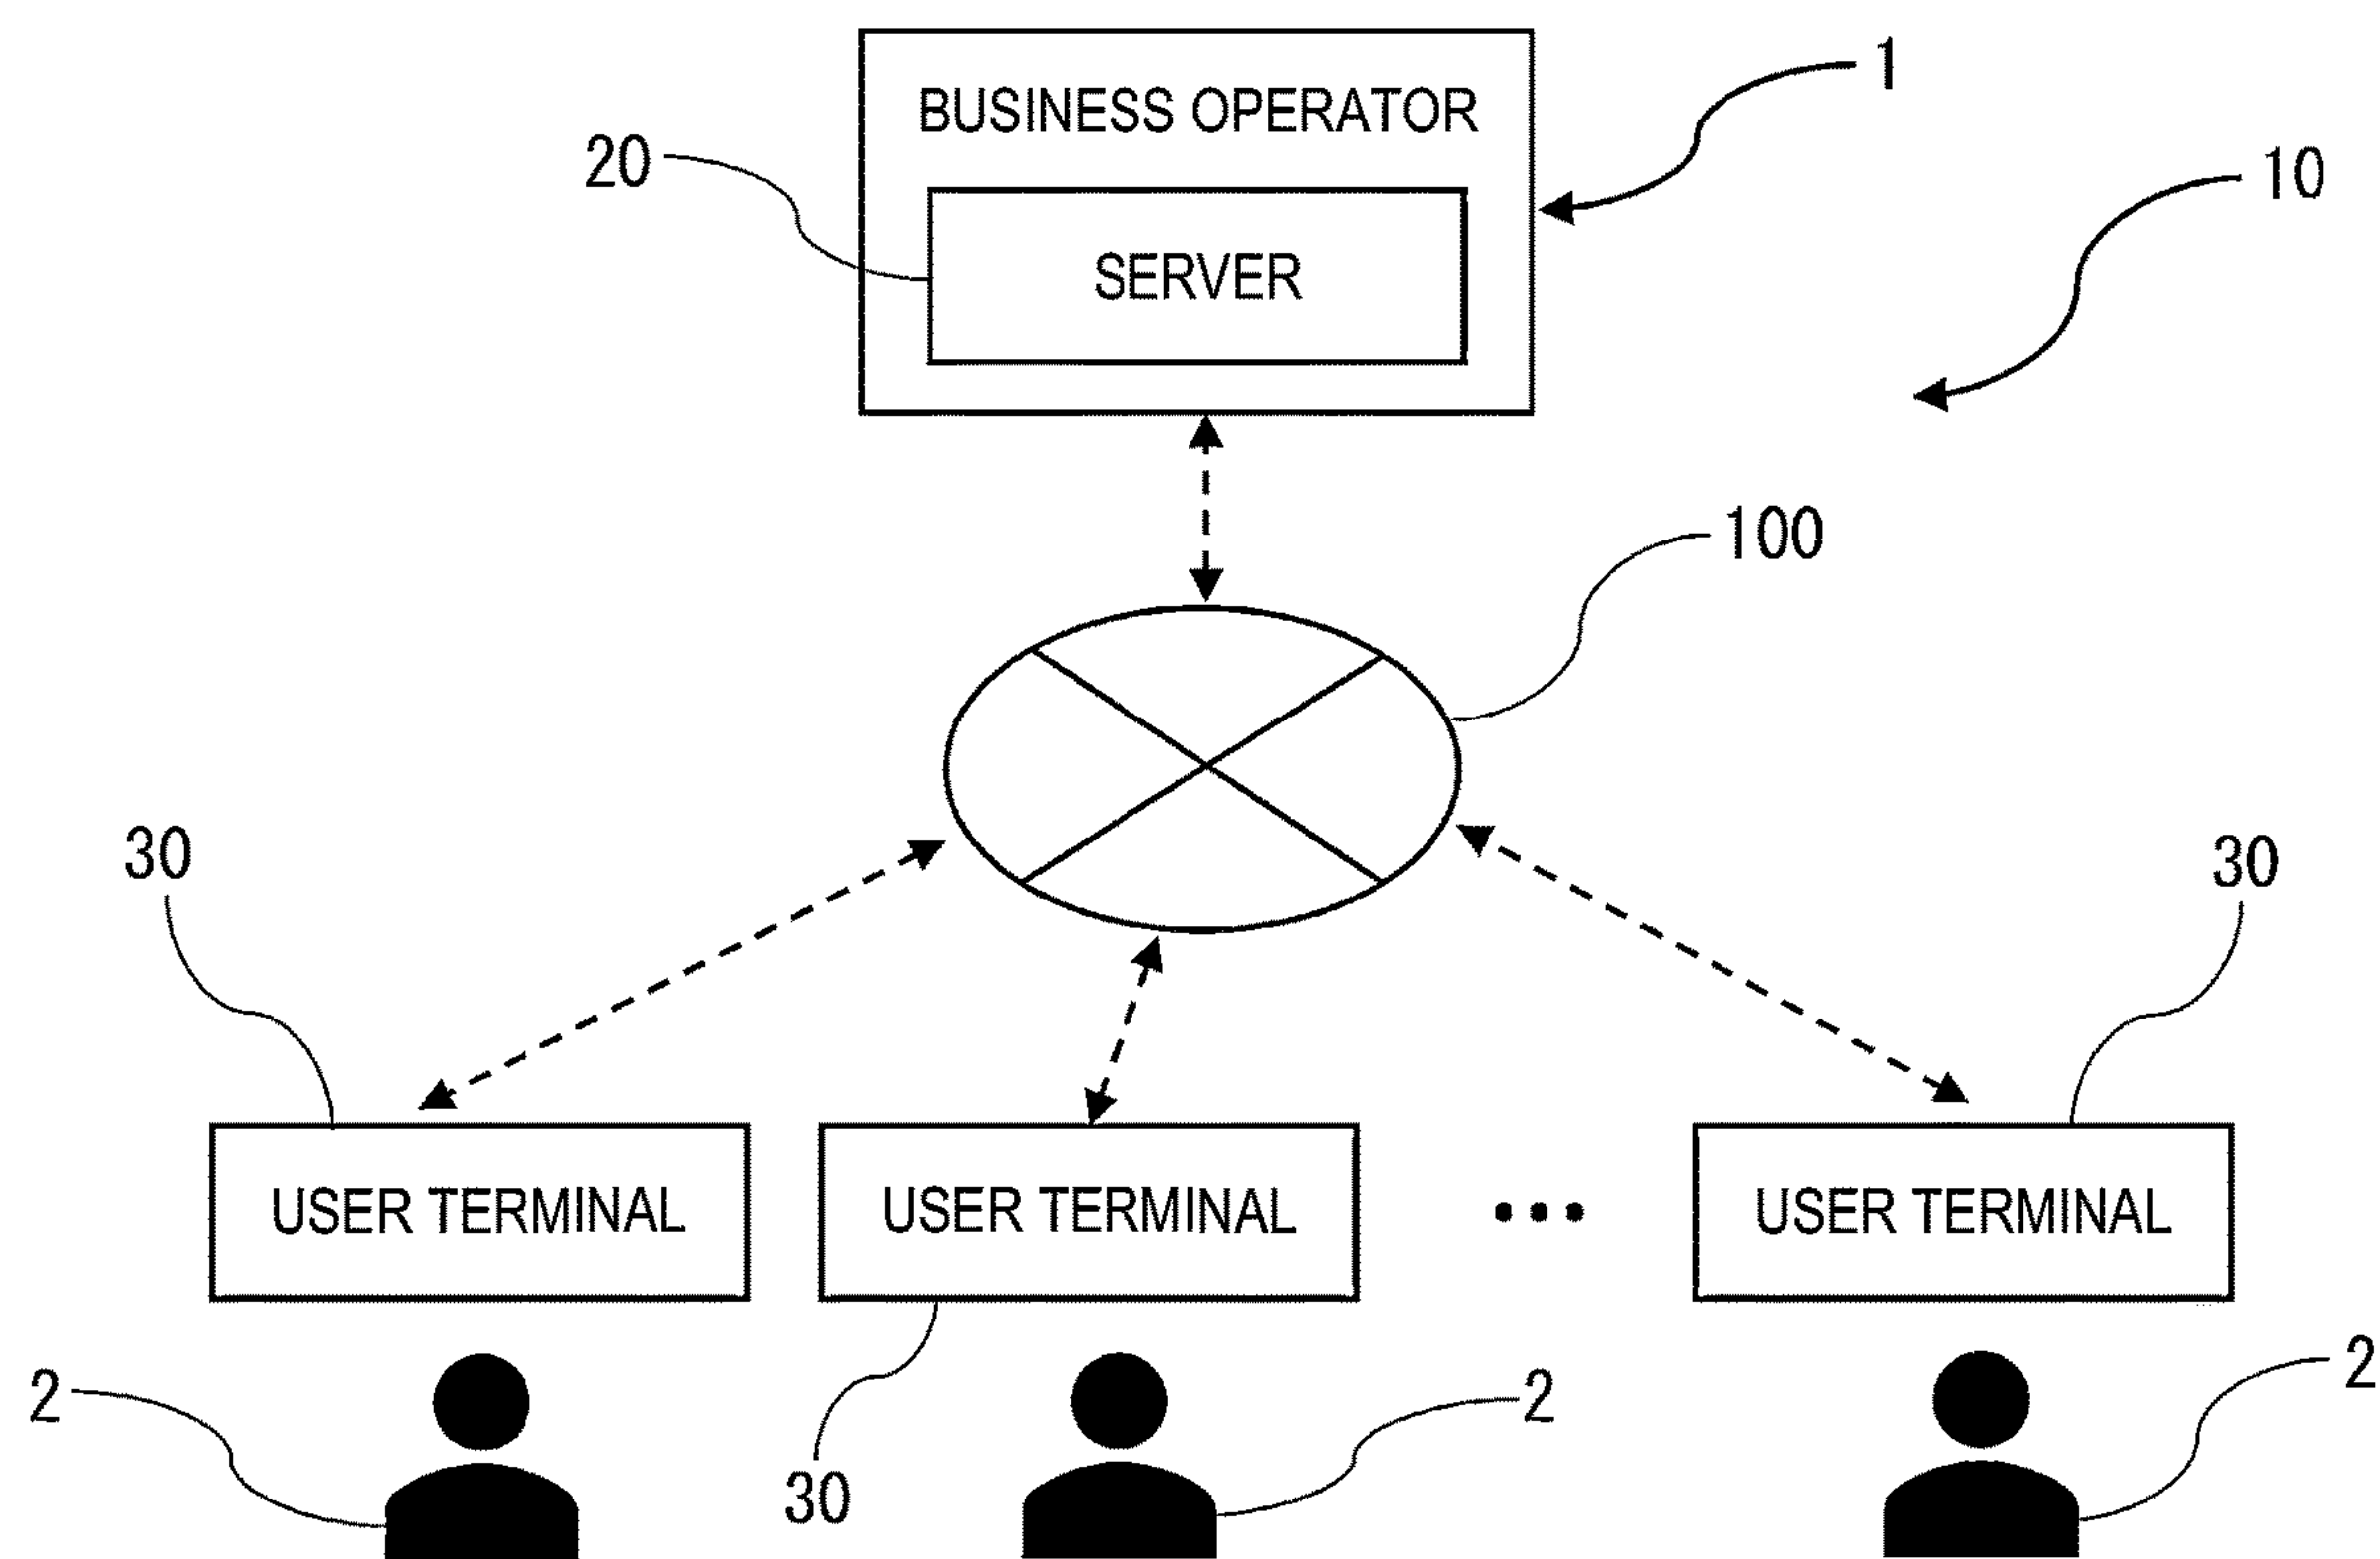 1
BUSINESS OPERATOR
20
10
SERVER
100
30
30
USER TERMINAL
USER TERMINAL
•••
USER TERMINAL
2
2
2
30